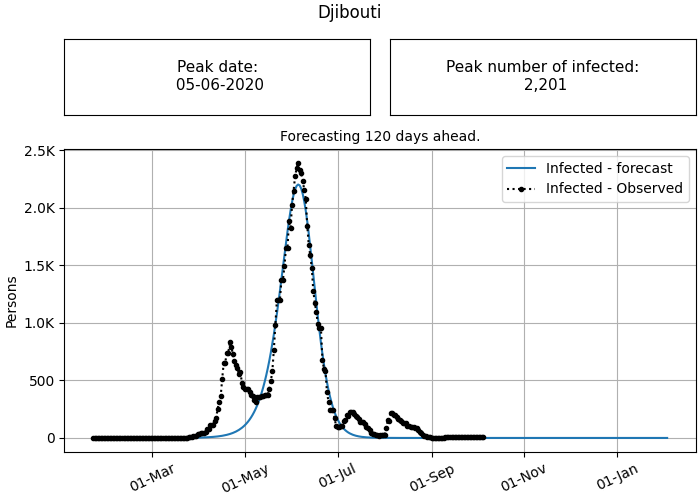 Djibouti
Peak date:
05-06-2020
Peak number of infected:
2,201
Forecasting 120 days ahead.
2.5K
2.0K
1.5K
1.0K
500
0
Persons
Infected - forecast
Infected - Observed
01-Mar
01-May
01-Jul
01-Sep
01-Nov
01-Jan